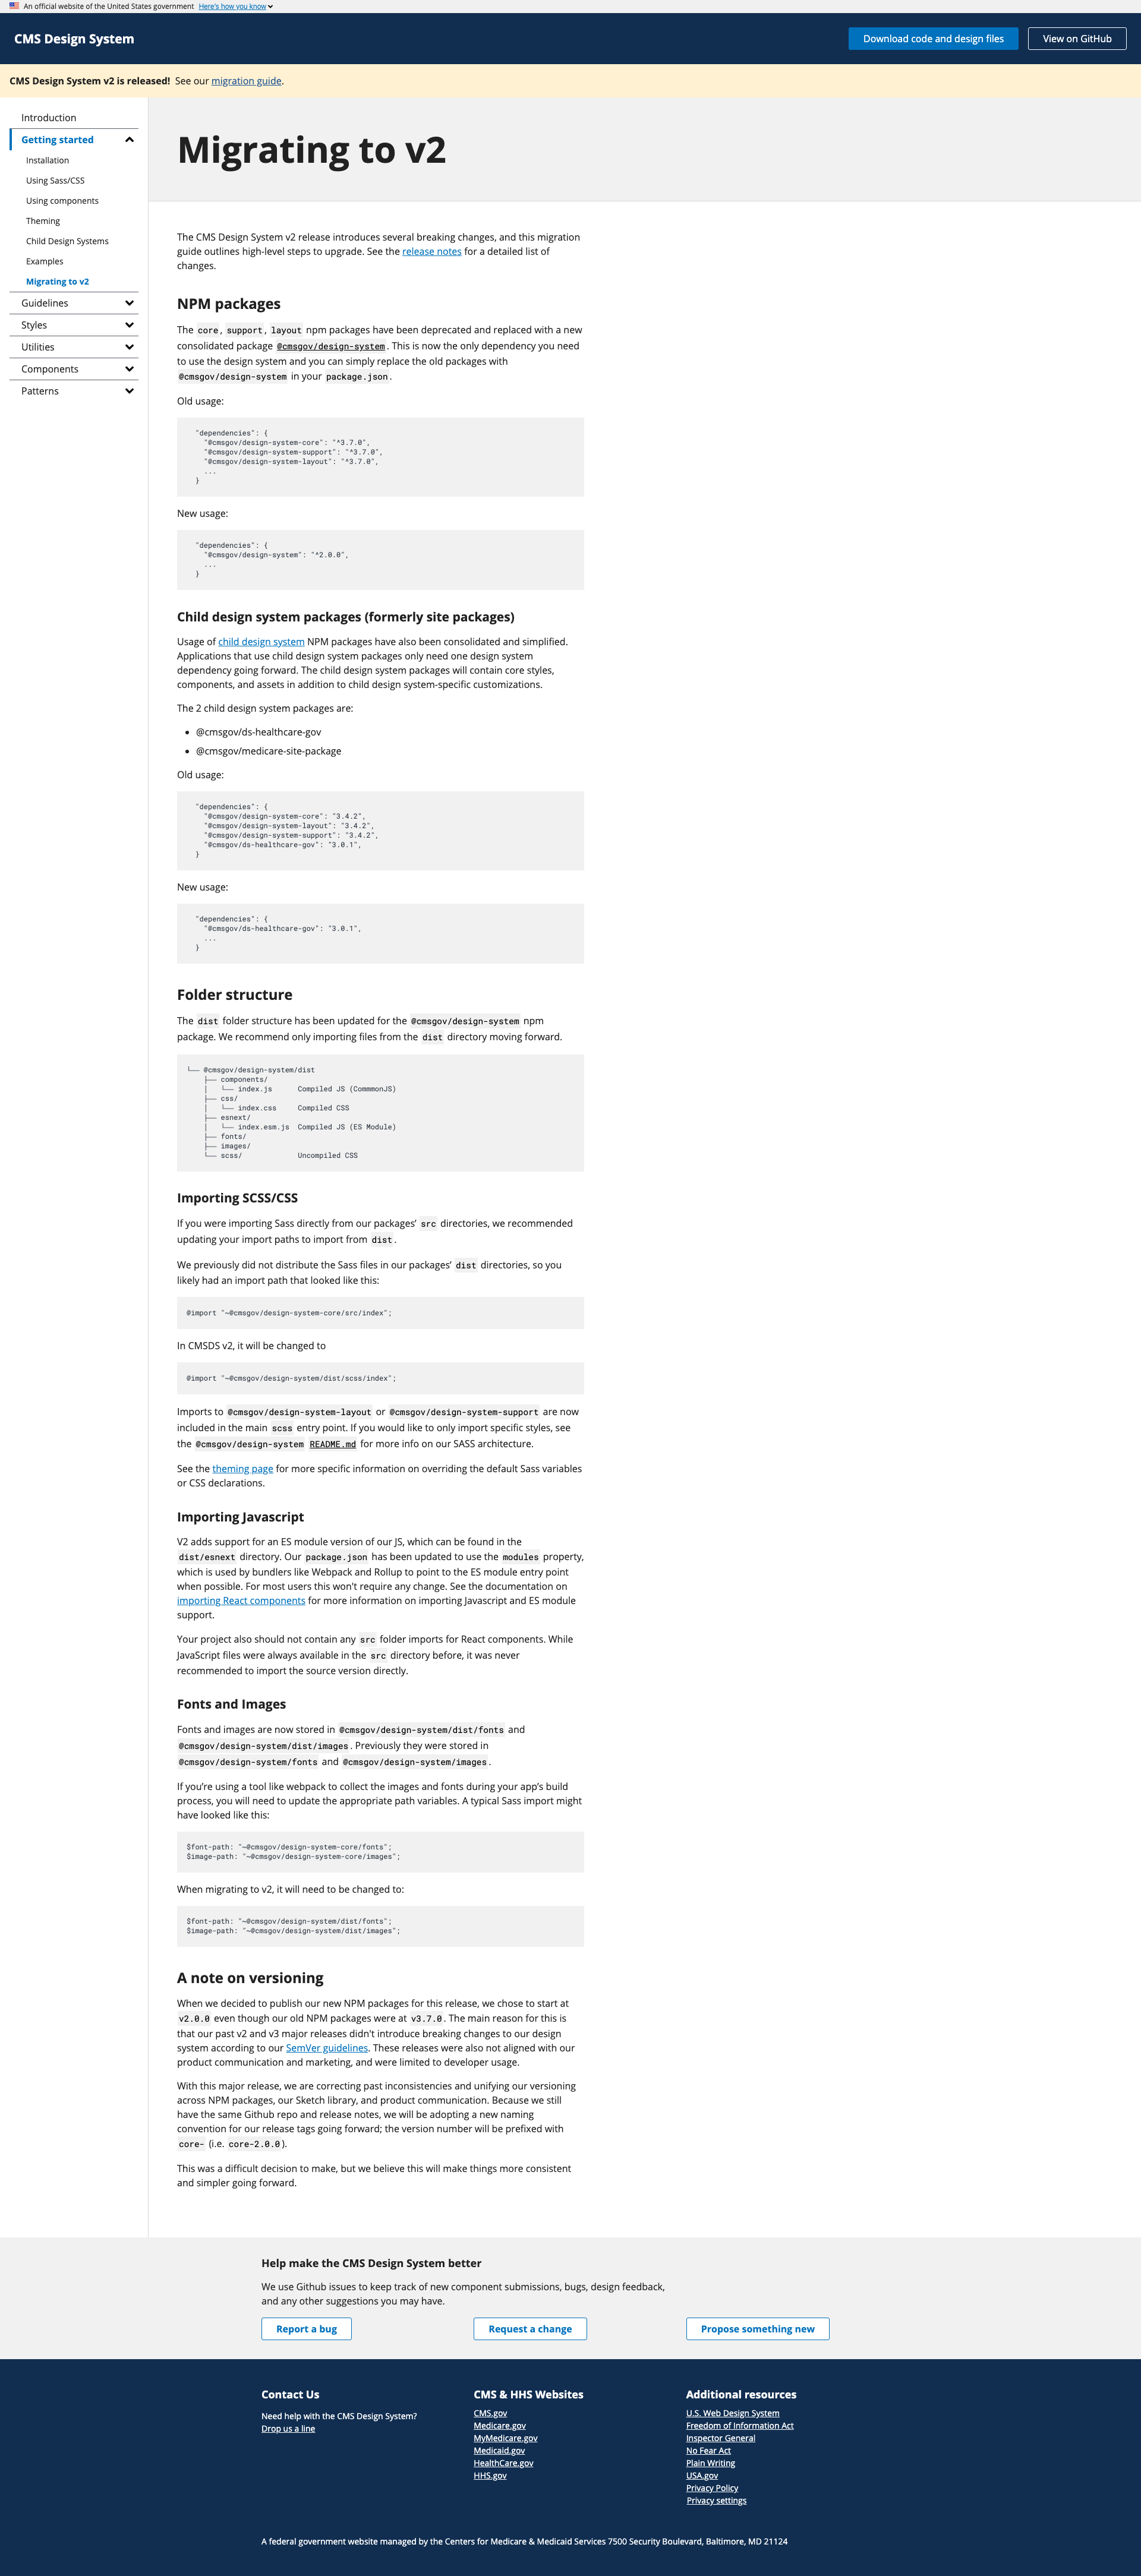 An official website of the United States government Here's how you know
CMS Design System
Download code and design files
View on GitHub
CMS Design System v2 is released! See our migration guide.
Introduction
Getting started
Installation
Using Sass/CSS
Using components
Theming
Child Design Systems
Examples
Migrating to v2
Guidelines
Styles
Utilities
Components
Patterns
Migrating to v2
The CMS Design System v2 release introduces several breaking changes, and this migration
guide outlines high-level steps to upgrade. See the release notes for a detailed list of
changes.
NPM packages
The core, support, layout npm packages have been deprecated and replaced with a new
consolidated package @cmsgov/design-system. This is now the only dependency you need
to use the design system and you can simply replace the old packages with
@cmsgov/design-system in your package.json.
Old usage:
"dependencies": {
"@cmsgov/design-system-core": "^3.7.0",
"@cmsgov/design-system-support": "^3.7.0",
"@cmsgov/design-system-layout": "^3.7.0",
...
}
New usage:
"dependencies": {
"@cmsgov/design-system": "^2.0.0",
...
}
Child design system packages (formerly site packages)
Usage of child design system NPM packages have also been consolidated and simplified.
Applications that use child design system packages only need one design system
dependency going forward. The child design system packages will contain core styles,
components, and assets in addition to child design system-specific customizations.
The 2 child design system packages are:
• @cmsgov/ds-healthcare-gov
• @cmsgov/medicare-site-package
Old usage:
"dependencies": {
"@cmsgov/design-system-core": "3.4.2",
"@cmsgov/design-system-layout": "3.4.2",
"@cmsgov/design-system-support": "3.4.2",
"@cmsgov/ds-healthcare-gov": "3.0.1",
}
New usage:
"dependencies": {
"@cmsgov/ds-healthcare-gov": "3.0.1",
...
}
Folder structure
The dist folder structure has been updated for the @cmsgov/design-system npm
package. We recommend only importing files from the dist directory moving forward.
└── @cmsgov/design-system/dist
├── components/
│ └── index.js Compiled JS (CommmonJS)
├── css/
│ └── index.css Compiled CSS
├── esnext/
│ └── index.esm.js Compiled JS (ES Module)
├── fonts/
├── images/
└── scss/ Uncompiled CSS
Importing SCSS/CSS
If you were importing Sass directly from our packages’ src directories, we recommended
updating your import paths to import from dist.
We previously did not distribute the Sass files in our packages’ dist directories, so you
likely had an import path that looked like this:
@import "~@cmsgov/design-system-core/src/index";
In CMSDS v2, it will be changed to
@import "~@cmsgov/design-system/dist/scss/index";
Imports to @cmsgov/design-system-layout or @cmsgov/design-system-support are now
included in the main scss entry point. If you would like to only import specific styles, see
the @cmsgov/design-system README.md for more info on our SASS architecture.
See the theming page for more specific information on overriding the default Sass variables
or CSS declarations.
Importing Javascript
V2 adds support for an ES module version of our JS, which can be found in the
dist/esnext directory. Our package.json has been updated to use the modules property,
which is used by bundlers like Webpack and Rollup to point to the ES module entry point
when possible. For most users this won't require any change. See the documentation on
importing React components for more information on importing Javascript and ES module
support.
Your project also should not contain any src folder imports for React components. While
JavaScript files were always available in the src directory before, it was never
recommended to import the source version directly.
Fonts and Images
Fonts and images are now stored in @cmsgov/design-system/dist/fonts and
@cmsgov/design-system/dist/images. Previously they were stored in
@cmsgov/design-system/fonts and @cmsgov/design-system/images.
If you’re using a tool like webpack to collect the images and fonts during your app’s build
process, you will need to update the appropriate path variables. A typical Sass import might
have looked like this:
$font-path: "~@cmsgov/design-system-core/fonts";
$image-path: "~@cmsgov/design-system-core/images";
When migrating to v2, it will need to be changed to:
$font-path: "~@cmsgov/design-system/dist/fonts";
$image-path: "~@cmsgov/design-system/dist/images";
A note on versioning
When we decided to publish our new NPM packages for this release, we chose to start at
v2.0.0 even though our old NPM packages were at v3.7.0. The main reason for this is
that our past v2 and v3 major releases didn't introduce breaking changes to our design
system according to our SemVer guidelines. These releases were also not aligned with our
product communication and marketing, and were limited to developer usage.
With this major release, we are correcting past inconsistencies and unifying our versioning
across NPM packages, our Sketch library, and product communication. Because we still
have the same Github repo and release notes, we will be adopting a new naming
convention for our release tags going forward; the version number will be prefixed with
core- (i.e. core-2.0.0).
This was a difficult decision to make, but we believe this will make things more consistent
and simpler going forward.
Help make the CMS Design System better
We use Github issues to keep track of new component submissions, bugs, design feedback,
and any other suggestions you may have.
Report a bug
Request a change
Propose something new
Contact Us
Need help with the CMS Design System?
Drop us a line
CMS & HHS Websites
CMS.gov
Medicare.gov
MyMedicare.gov
Medicaid.gov
HealthCare.gov
HHS.gov
Additional resources
U.S. Web Design System
Freedom of Information Act
Inspector General
No Fear Act
Plain Writing
USA.gov
Privacy Policy
Privacy settings
A federal government website managed by the Centers for Medicare & Medicaid Services 7500 Security Boulevard, Baltimore, MD 21124